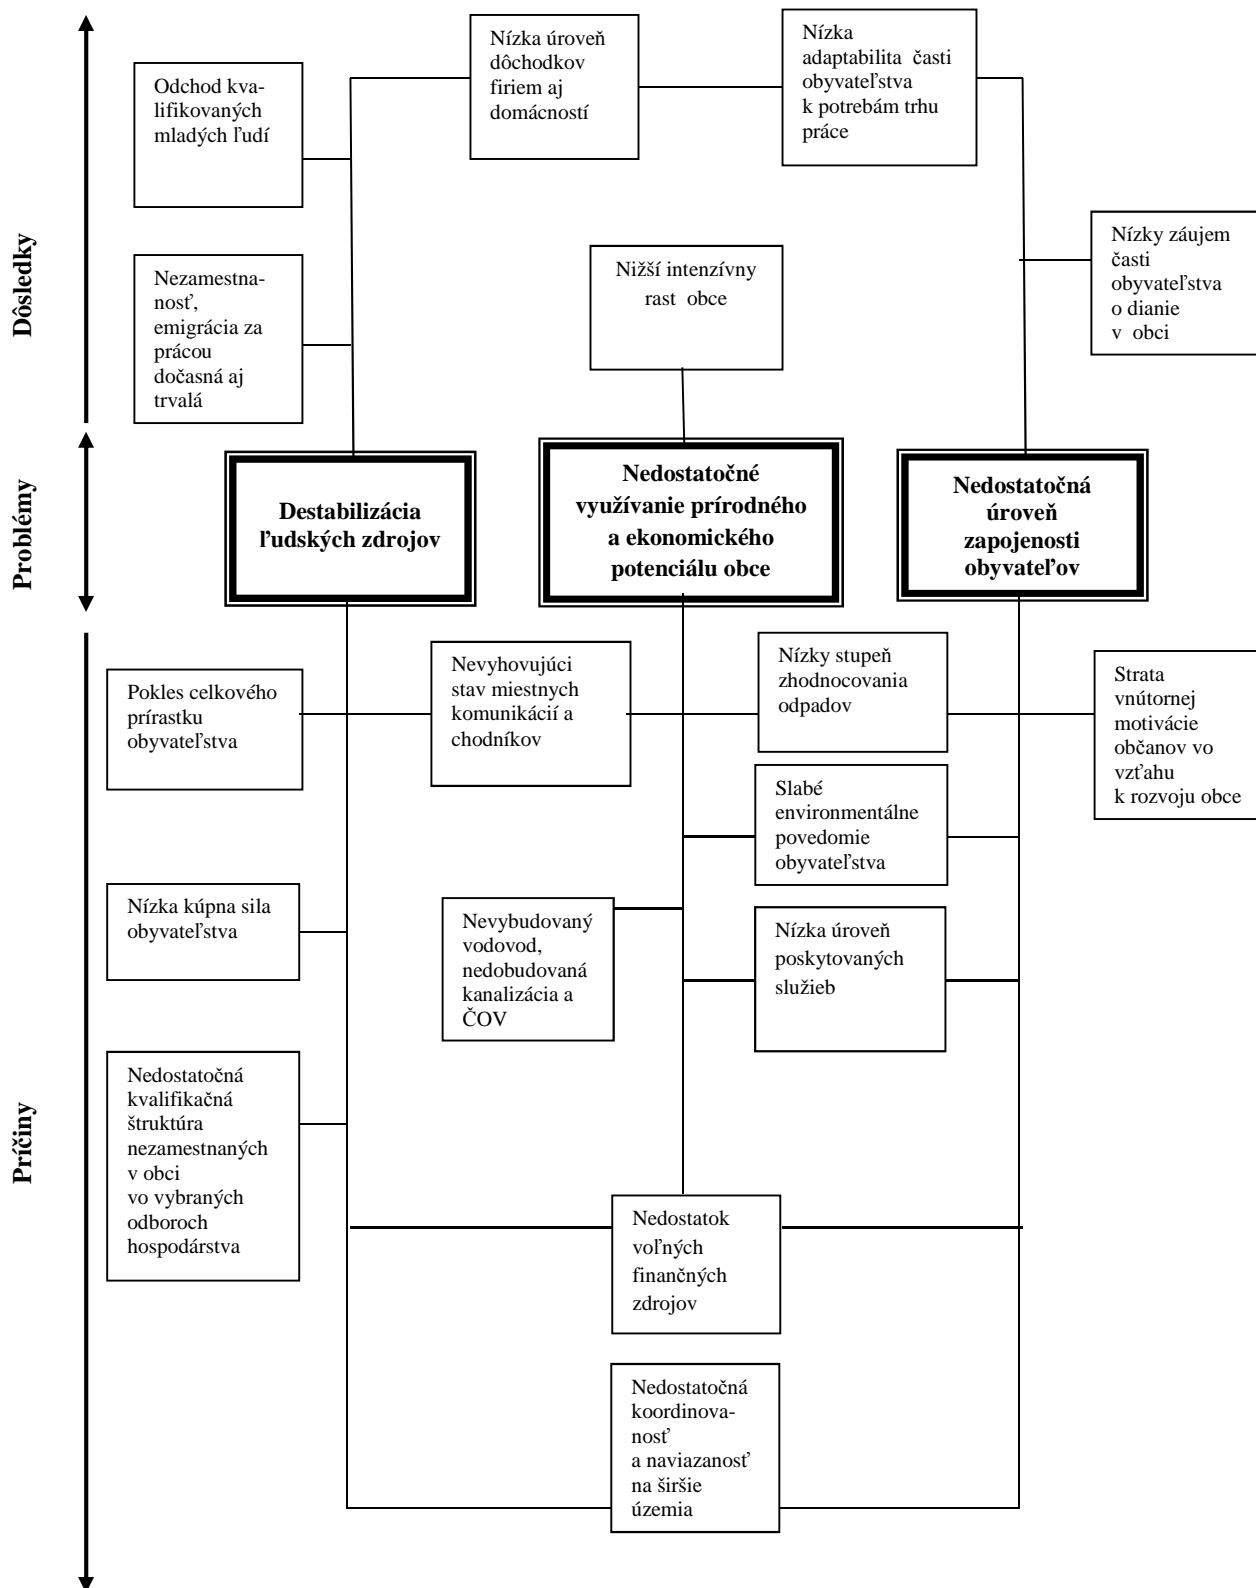 Dôsledky
Odchod kva-
lifikovaných
mladých ľudí
Nízka úroveň
dôchodkov
firiem aj
domácností
Nízka
adaptabilita časti
obyvateľstva
k potrebám trhu
práce
Nezamestna-
nosť,
emigrácia za
prácou
dočasná aj
trvalá
Nižší intenzívny
rast obce
Nízky záujem
časti
obyvateľstva
o dianie
v obci
Problémy
Destabilizácia
ľudských zdrojov
Nedostatočné
využívanie prírodného
a ekonomického
potenciálu obce
Nedostatočná
úroveň
zapojenosti
obyvateľov
Príčiny
Pokles celkového
prírastku
obyvateľstva
Nevyhovujúci
stav miestnych
komunikácií a
chodníkov
Nízky stupeň
zhodnocovania
odpadov
Strata
vnútornej
motivácie
občanov vo
vzťahu
k rozvoju obce
Slabé
environmentálne
povedomie
obyvateľstva
Nízka kúpna sila
obyvateľstva
Nevybudovaný
vodovod,
nedobudovaná
kanalizácia a
ČOV
Nízka úroveň
poskytovaných
služieb
Nedostatočná
kvalifikačná
štruktúra
nezamestnaných
v obci
vo vybraných
odboroch
hospodárstva
Nedostatok
voľných
finančných
zdrojov
Nedostatočná
koordinova-
nosť
a naviazanosť
na širšie
územia